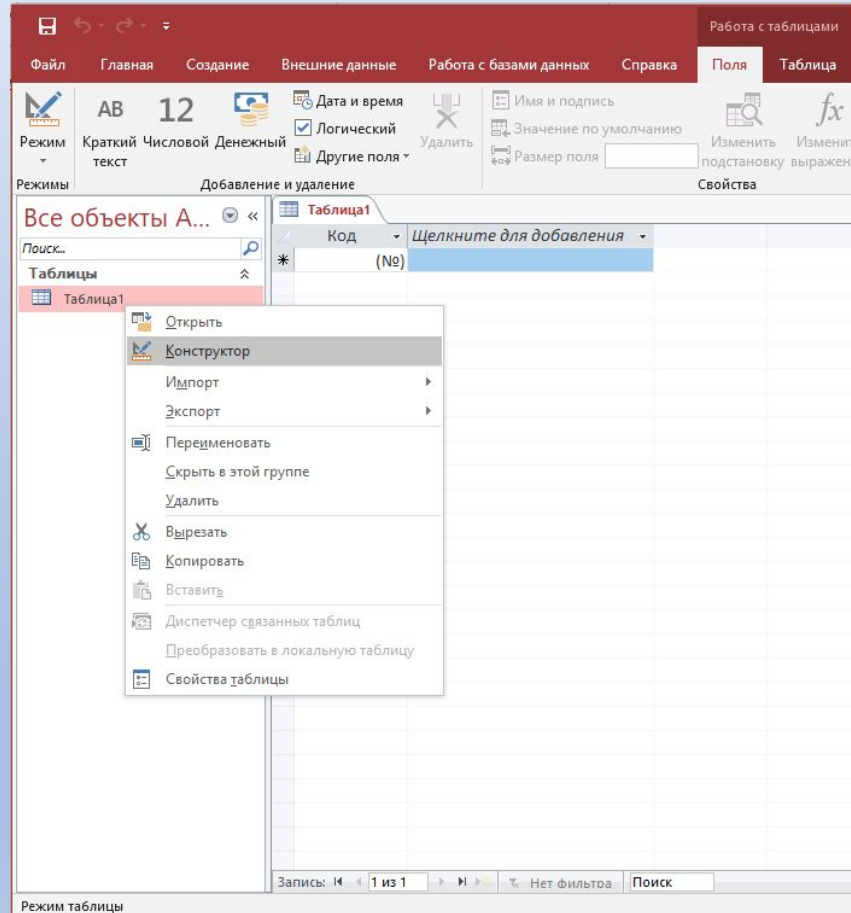 Работа с таблицами
Файл Главная Создание Внешние данные Работа с базами данных Справка Поля Таблица
Режим
AB
Краткий текст
12
Числовой
Денежный
Дата и время
Логический
Другие поля
Удалить
Имя и подпись
Значение по умолчанию
Размер поля
Изменить подстановку
fx
Режимы
Добавление и удаление
Свойства
Все объекты A...
Поиск...
Таблицы
Таблица1
Таблица1
Код Щелкните для добавления
(№)
Открыть
Конструктор
Импорт
Экспорт
Переименовать
Скрыть в этой группе
Удалить
Вырезать
Копировать
Вставить
Диспетчер связанных таблиц
Преобразовать в локальную таблицу
Свойства таблицы
Запись: 1 из 1 Нет фильтра Поиск
Режим таблицы